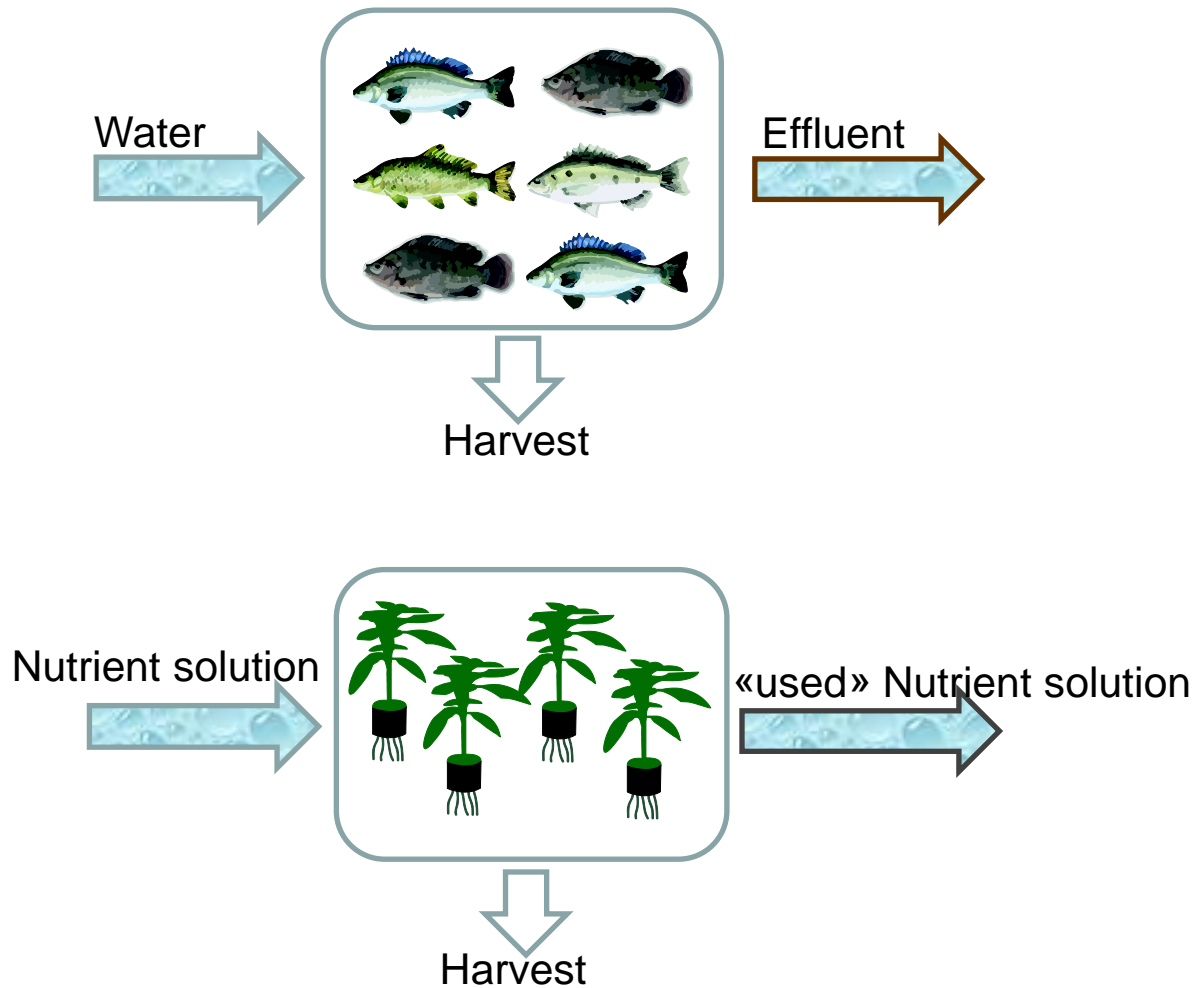 Water
Effluent
Harvest
Nutrient solution
«used» Nutrient solution
Harvest